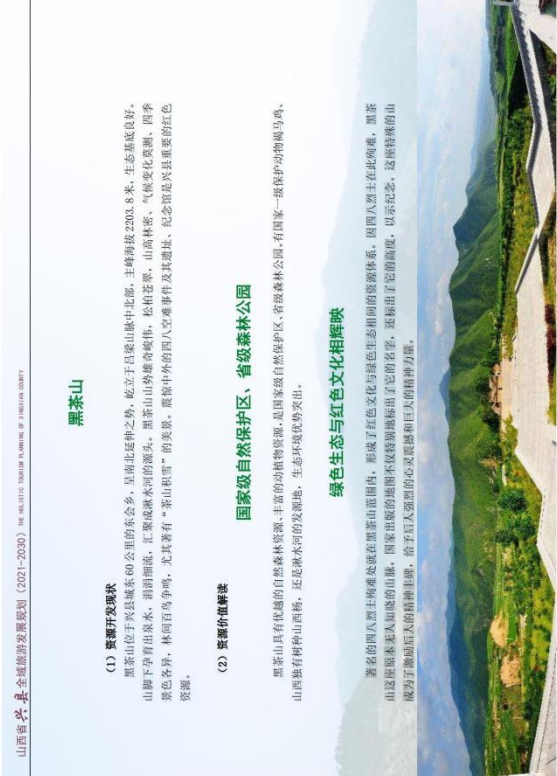 山西省兴县全域旅游发展规划（2021-2030）THE HOLISTIC TOURISM PLANNING OF XINGXIAN COUNTY
黑茶山
（1）资源开发现状
黑茶山位于兴县城东60公里的东会乡，呈南北延伸之势，屹立于吕梁山脉中北部，主峰海拔2203.8米，生态基底良好。
山脚下孕育出泉水，涓涓细流，汇聚成湫水河的源头。黑茶山山势雄奇峻伟，松柏苍翠，山高林密、气候变化莫测、四季
景色各异，林间百鸟争鸣，尤其著有“茶山积雪”的美景。震惊中外的四八空难事件及其遗址、纪念馆是兴县重要的红色
资源。
（2）资源价值解读
国家级自然保护区、省级森林公园
黑茶山具有优越的自然森林资源、丰富的动植物资源，是国家级自然保护区、省级森林公园。有国家一级保护动物褐马鸡、
山西独有树种山西杨，还是湫水河的发源地，生态环境优势突出。
绿色生态与红色文化相辉映
著名的四八烈士殉难处就在黑茶山范围内，形成了红色文化与绿色生态相间的资源体系。因四八烈士在此殉难，黑茶
山这座原本无人知晓的山脉，国家出版的地图不仅特别地标出了它的名字，还标出了它的高度，以示纪念。这座特殊的山
成为了激励后人的精神丰碑，给予后人强烈的心灵震撼和巨大的精神力量。